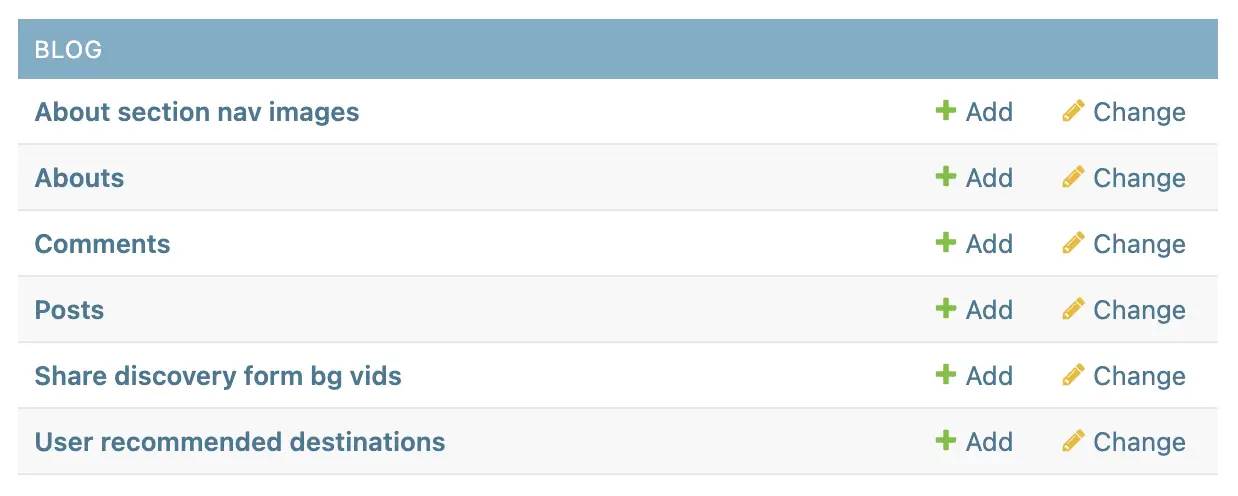 BLOG
About section nav images Add Change
Abouts Add Change
Comments Add Change
Posts Add Change
Share discovery form bg vids Add Change
User recommended destinations Add Change